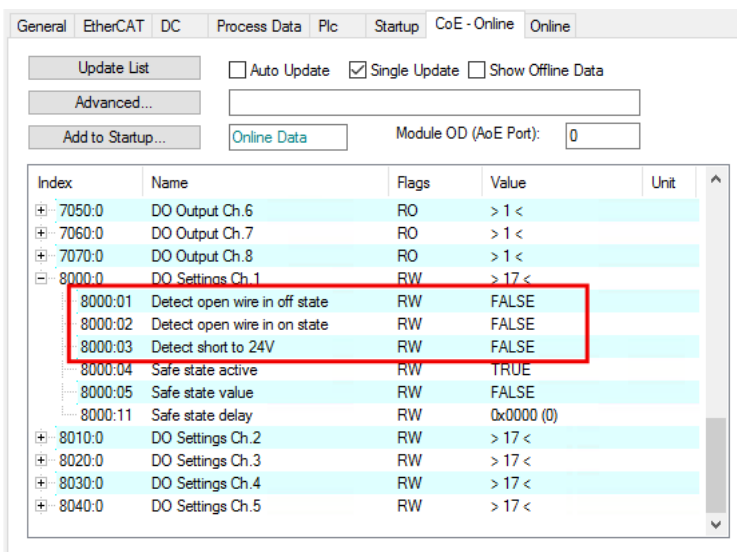 General EtherCAT DC Process Data Plc Startup CoE - Online Online
Update List Auto Update Single Update Show Offline Data
Advanced...
Add to Startup... Online Data Module OD (AoE Port): 0
Index Name Flags Value Unit
7050:0 DO Output Ch.6 RO > 1 <
7060:0 DO Output Ch.7 RO > 1 <
7070:0 DO Output Ch.8 RO > 1 <
8000:0 DO Settings Ch.1 RW > 17 <
8000:01 Detect open wire in off state RW FALSE
8000:02 Detect open wire in on state RW FALSE
8000:03 Detect short to 24V RW FALSE
8000:04 Safe state active RW TRUE
8000:05 Safe state value RW FALSE
8000:11 Safe state delay RW 0x0000 (0)
8010:0 DO Settings Ch.2 RW > 17 <
8020:0 DO Settings Ch.3 RW > 17 <
8030:0 DO Settings Ch.4 RW > 17 <
8040:0 DO Settings Ch.5 RW > 17 <